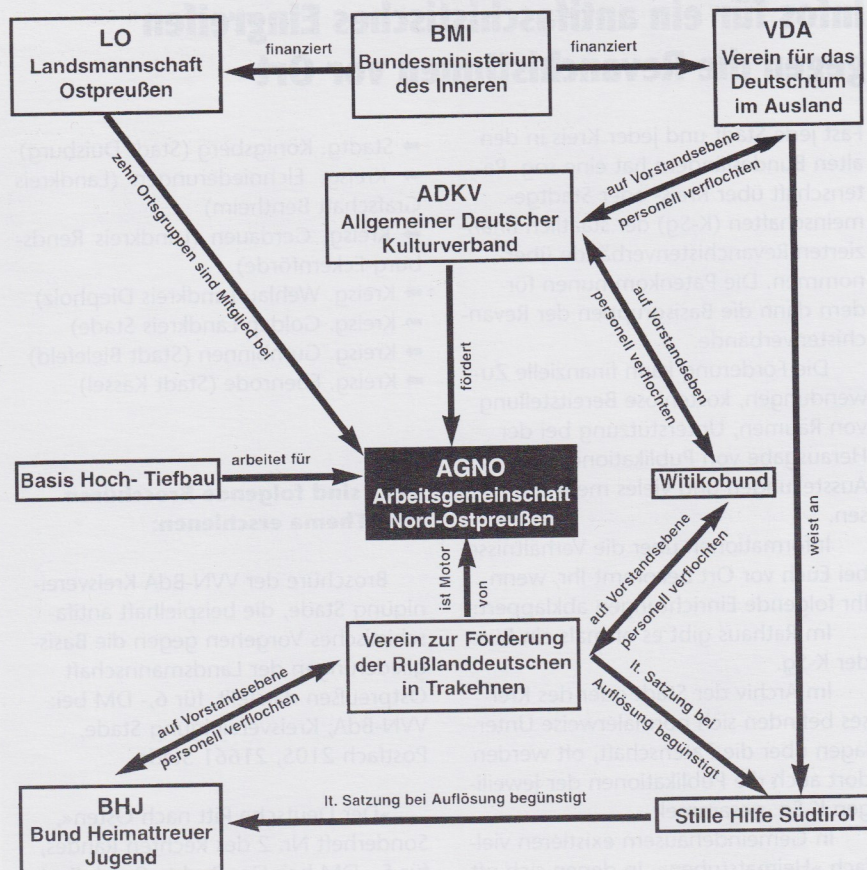 LO
Landsmannschaft
Ostpreußen
finanziert
BMI
Bundesministerium
des Inneren
finanziert
VDA
Verein für das
Deutschtum
im Ausland
ADKV
Allgemeiner Deutscher
Kulturverband
auf Vorstandsebene
personell verflochten
zehn Ortsgruppen sind Mitglied bei
fördert
auf Vorstandseben
personell verflochten
Basis Hoch- Tiefbau
arbeitet für
AGNO
Arbeitsgemeinschaft
Nord-Ostpreußen
Witikobund
weist an
ist Motor
von
auf Vorstandsebene
personell verflochten
Verein zur Förderung
der Rußlanddeutschen
in Trakehnen
lt. Satzung bei
Auflösung begünstigt
auf Vorstandsebene
personell verflochten
BHJ
Bund Heimattreuer
Jugend
lt. Satzung bei Auflösung begünstigt
Stille Hilfe Südtirol